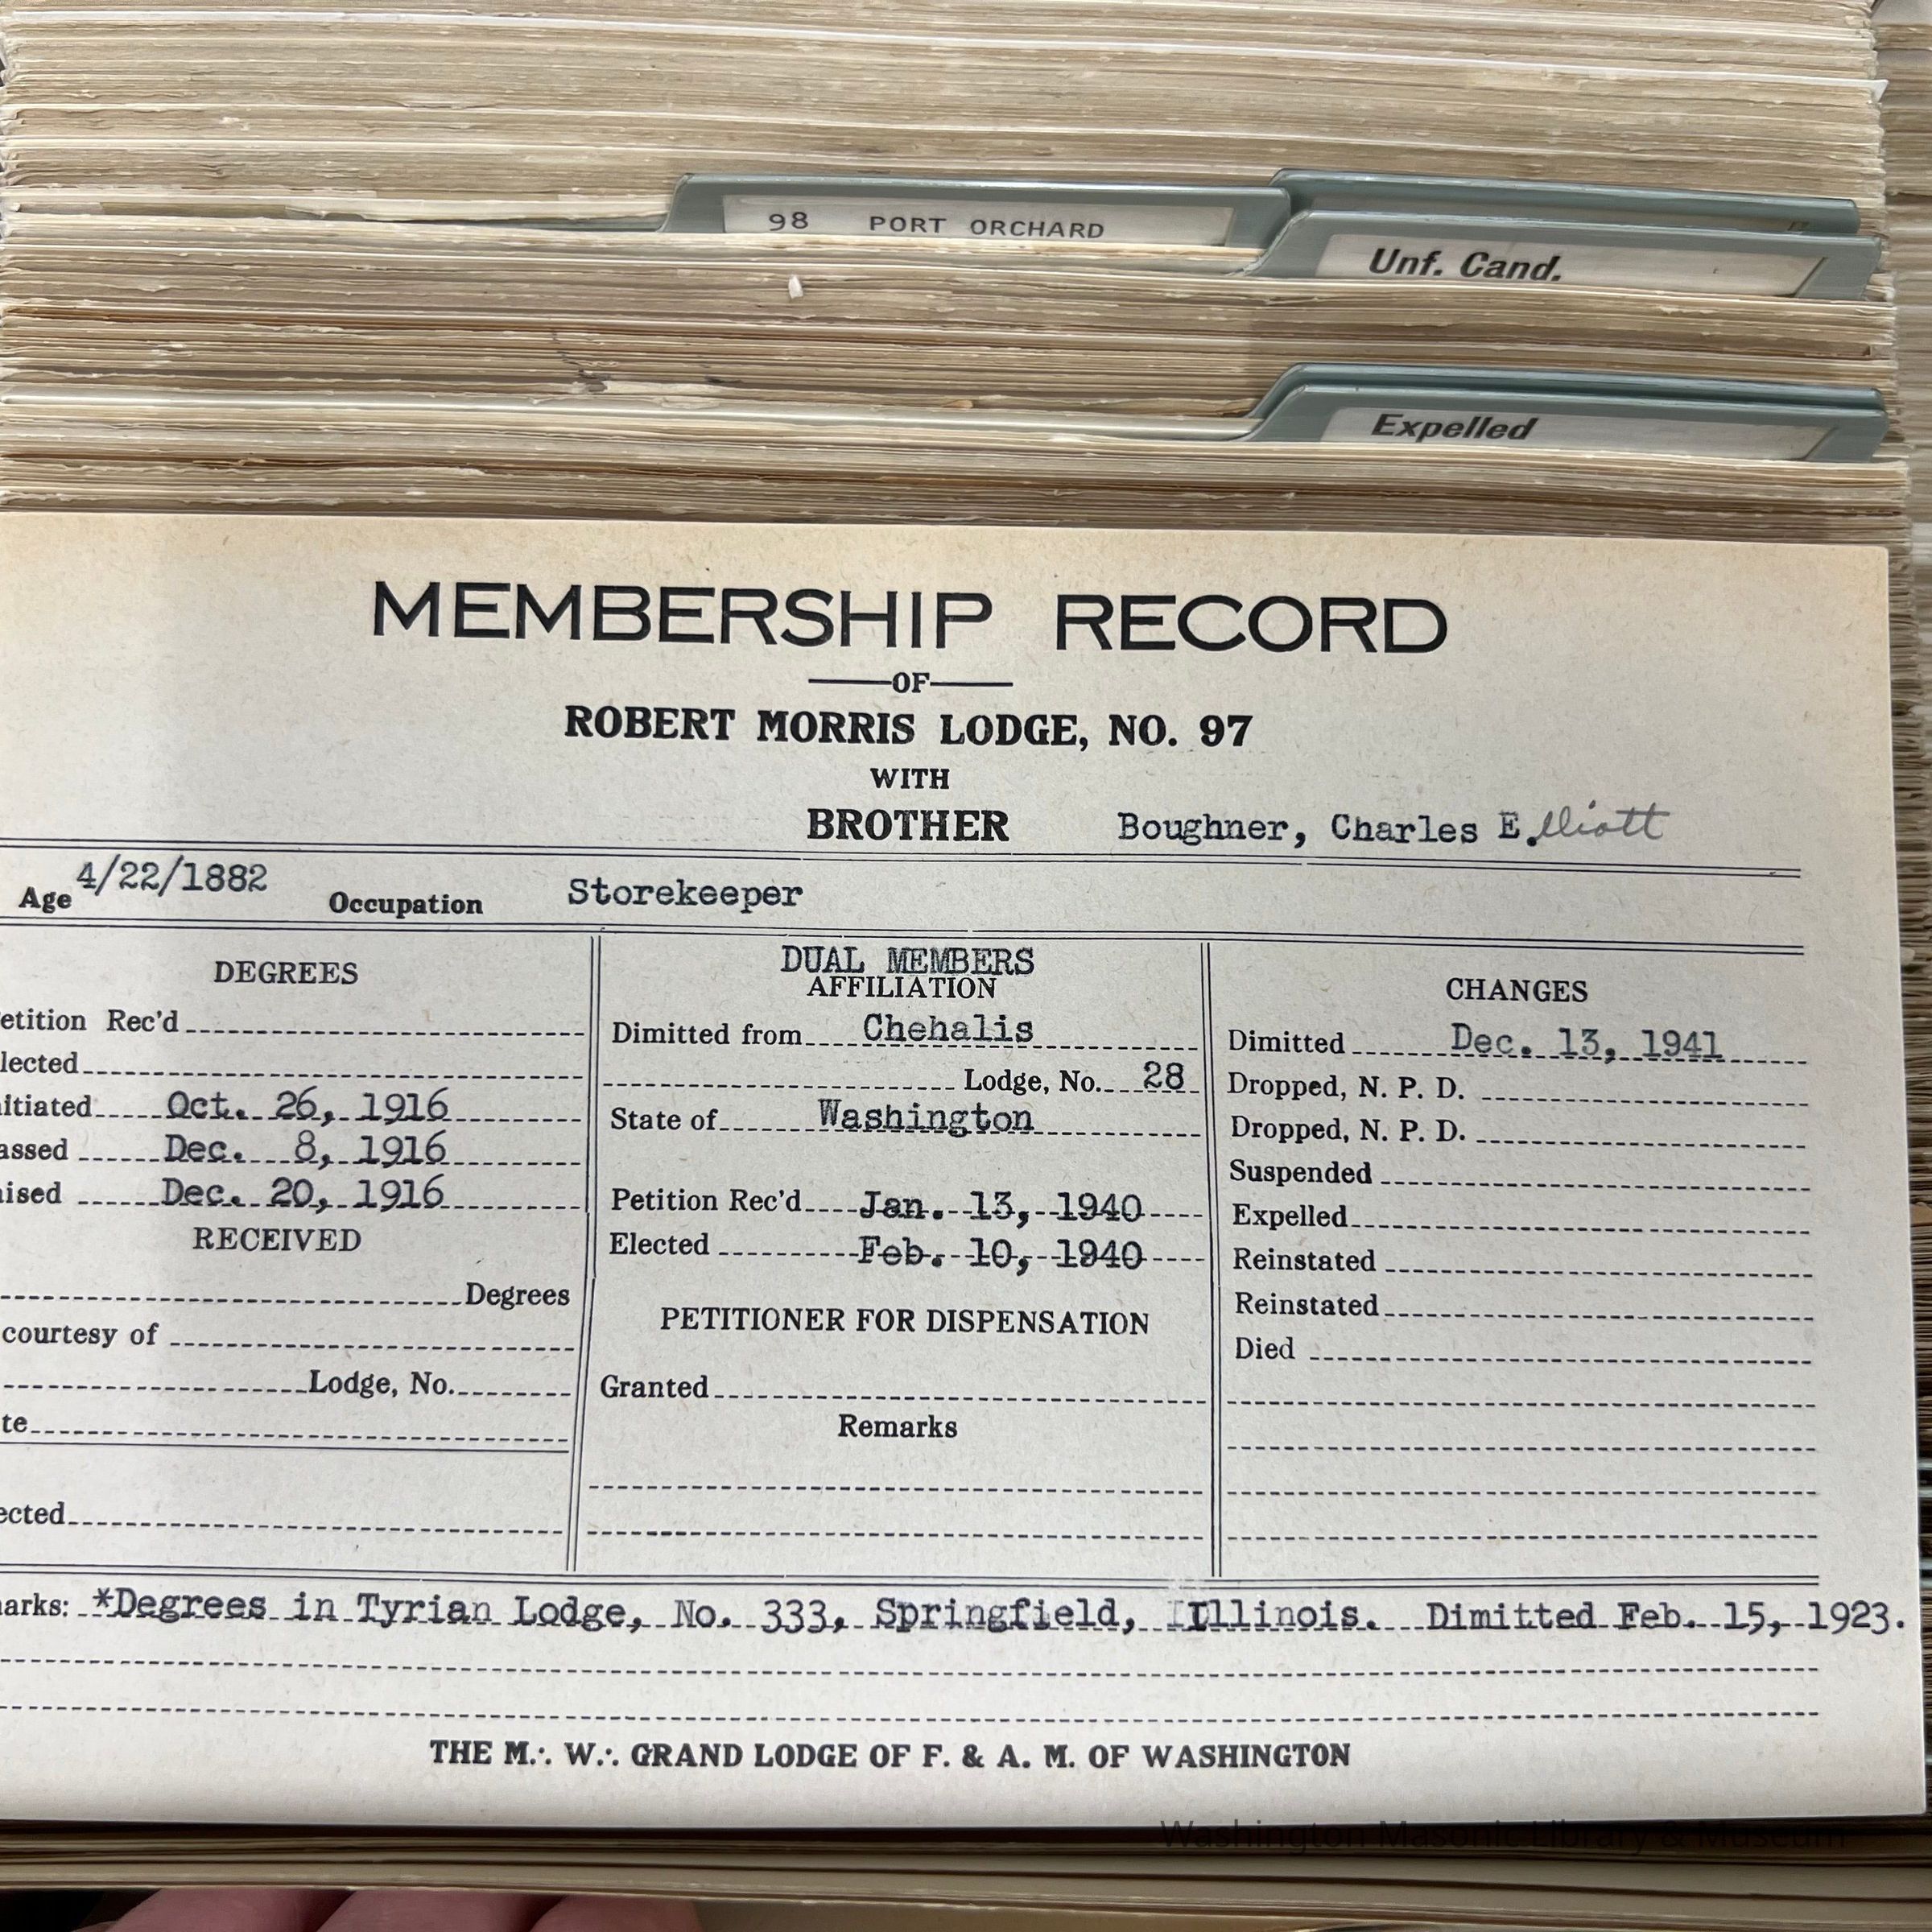 98 PORT ORCHARD
Unf. Cand.
Expelled
MEMBERSHIP RECORD
OF
ROBERT MORRIS LODGE, NO. 97
WITH
BROTHER Boughner, Charles E.lliott
Age 4/22/1882 Occupation Storekeeper
DEGREES
etition Rec'd
lected
itiated Oct. 26, 1916
assed Dec. 8, 1916
ised Dec. 20, 1916
RECEIVED
Degrees
courtesy of
Lodge, No.
te
ected
DUAL MEMBERS
AFFILIATION
Dimitted from Chehalis
Lodge, No. 28
State of Washington
Petition Rec'd Jan. 13, 1940
Elected Feb. 10, 1940
PETITIONER FOR DISPENSATION
Granted
Remarks
CHANGES
Dimitted Dec. 13, 1941
Dropped, N. P. D.
Dropped, N. P. D.
Suspended
Expelled
Reinstated
Reinstated
Died
arks: *Degrees in Tyrian Lodge, No. 333, Springfield, Illinois. Dimitted Feb. 15, 1923.
THE M.∴ W.∴ GRAND LODGE OF F. & A. M. OF WASHINGTON
Washington Masonic Library & Museum